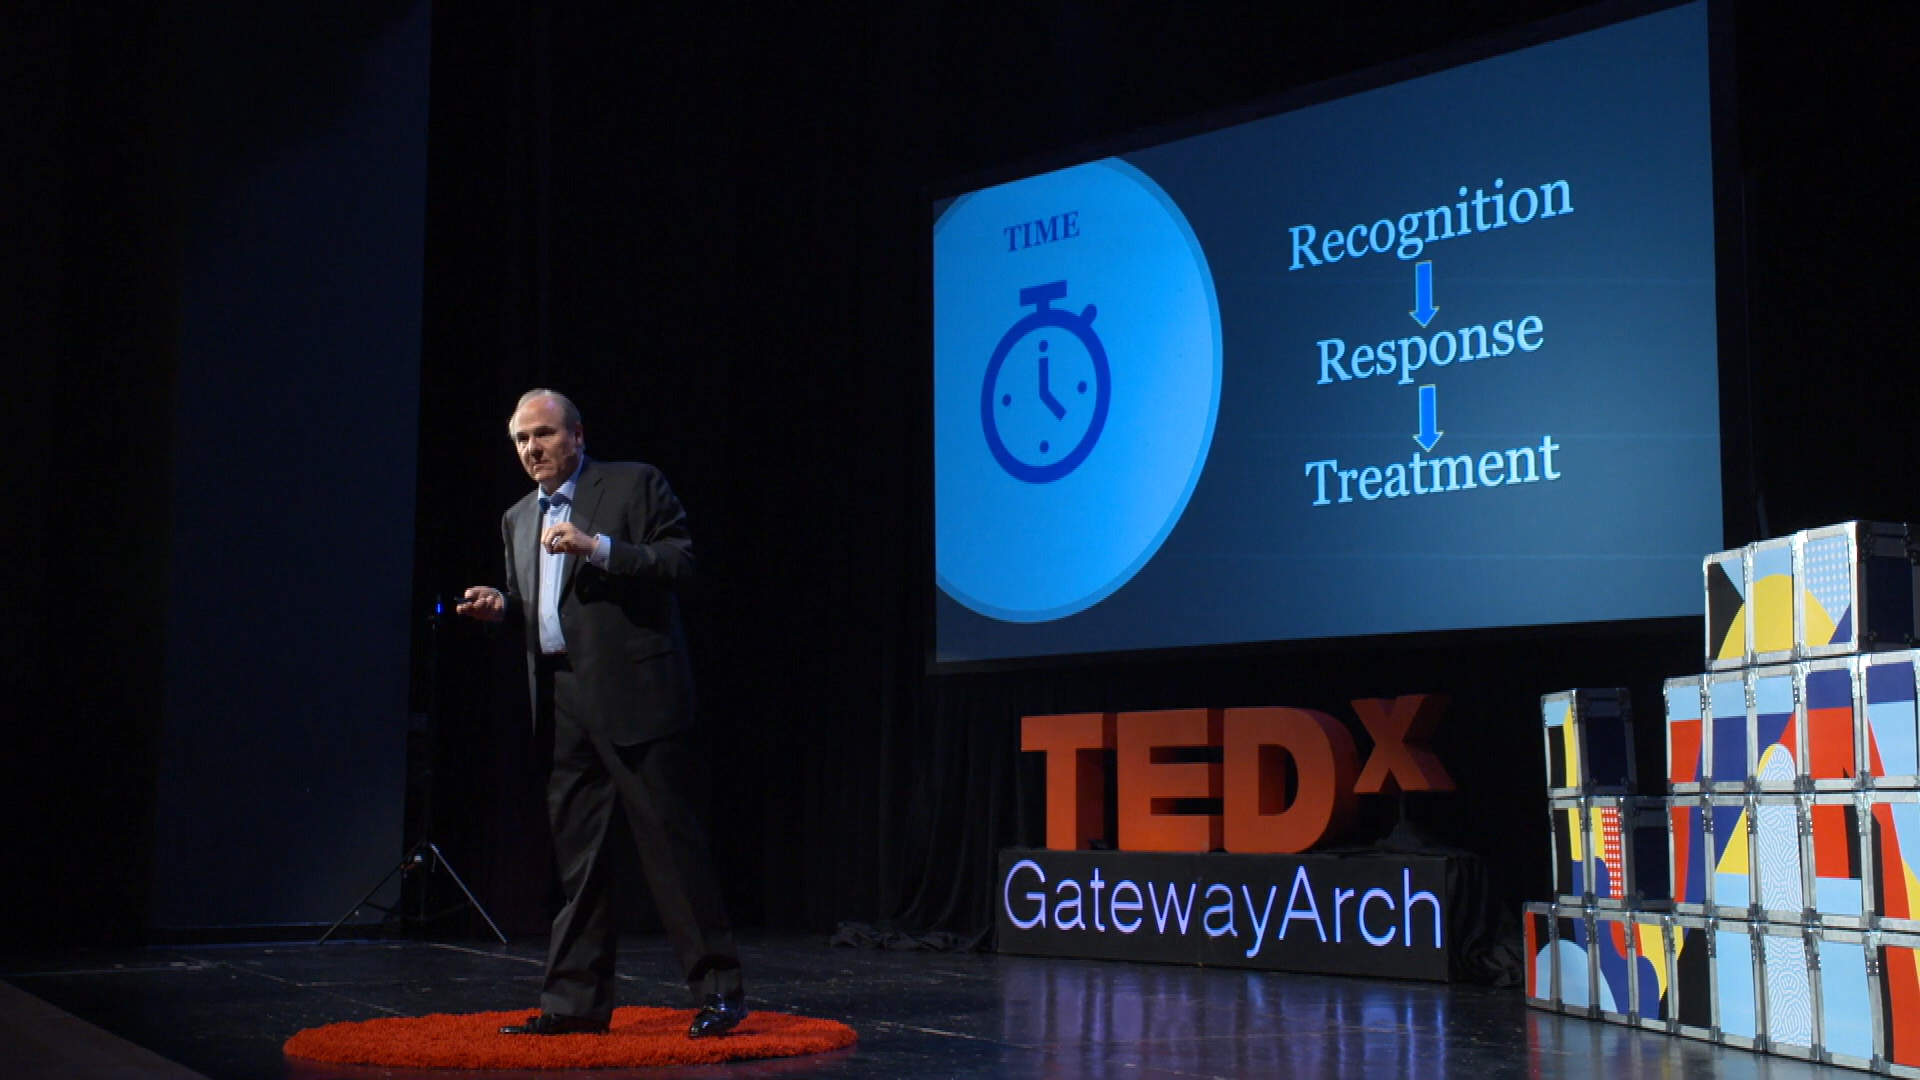 TIME
Recognition
Response
Treatment
TEDx
GatewayArch